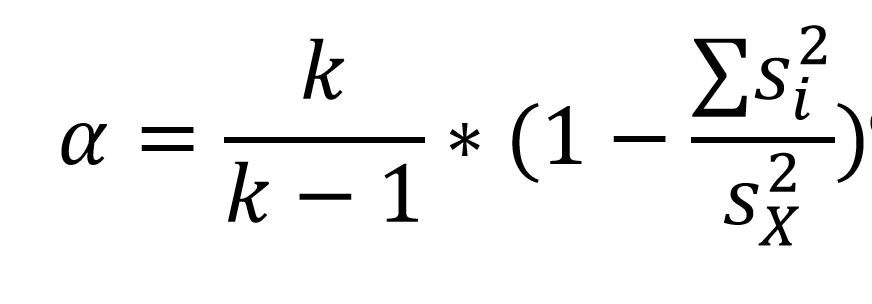 α = k / (k − 1) * (1 − ∑s_i^2 / s_X^2)